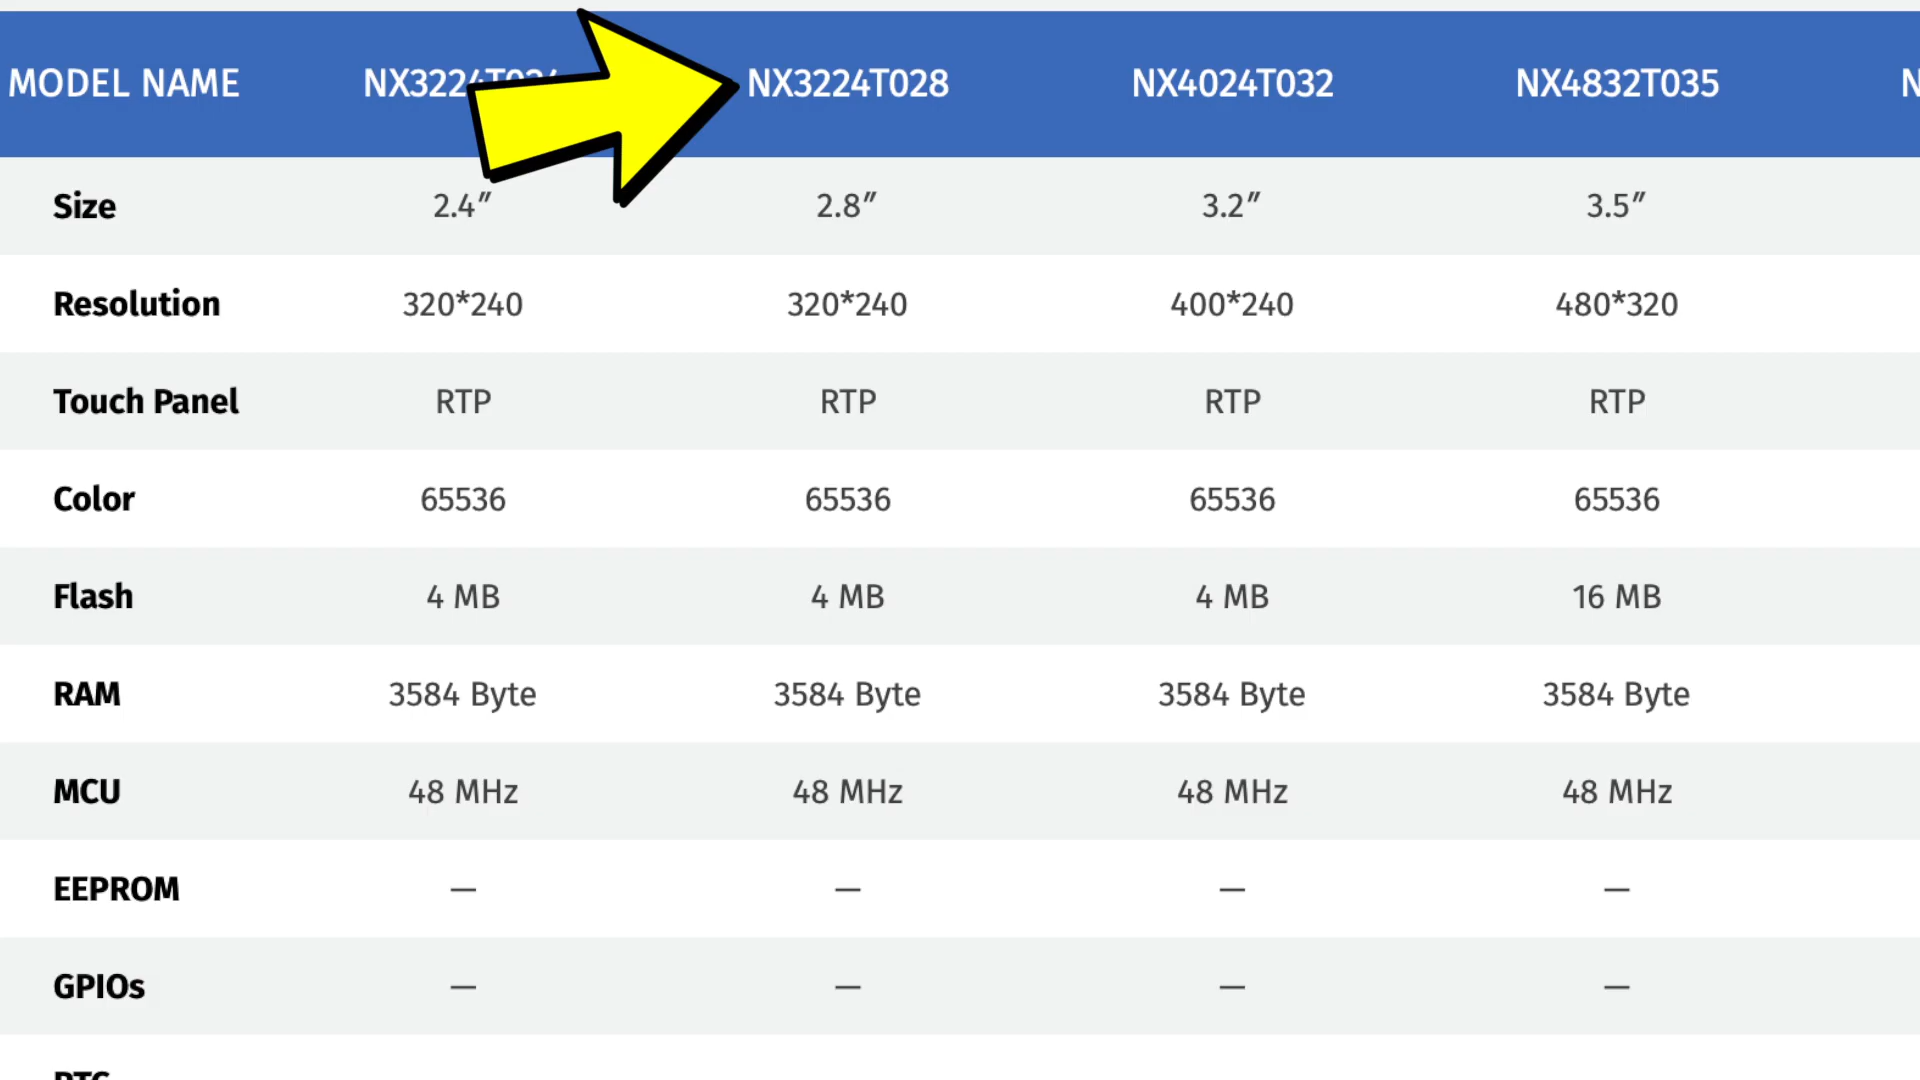 MODEL NAME NX3224T024 NX3224T028 NX4024T032 NX4832T035 N
Size 2.4″ 2.8″ 3.2″ 3.5″
Resolution 320*240 320*240 400*240 480*320
Touch Panel RTP RTP RTP RTP
Color 65536 65536 65536 65536
Flash 4 MB 4 MB 4 MB 16 MB
RAM 3584 Byte 3584 Byte 3584 Byte 3584 Byte
MCU 48 MHz 48 MHz 48 MHz 48 MHz
EEPROM — — — —
GPIOs — — — —
RTC